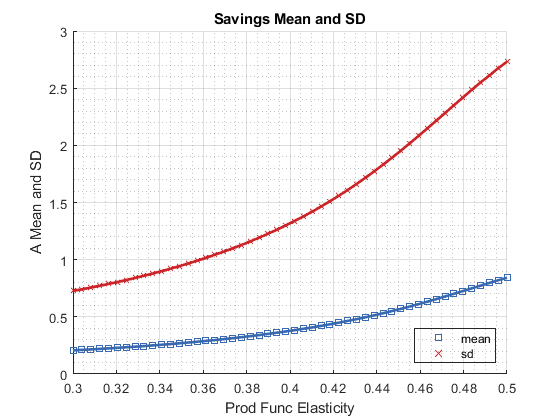 Savings Mean and SD
A Mean and SD
3
2.5
2
1.5
1
0.5
0
0.3 0.32 0.34 0.36 0.38 0.4 0.42 0.44 0.46 0.48 0.5
Prod Func Elasticity
mean
sd